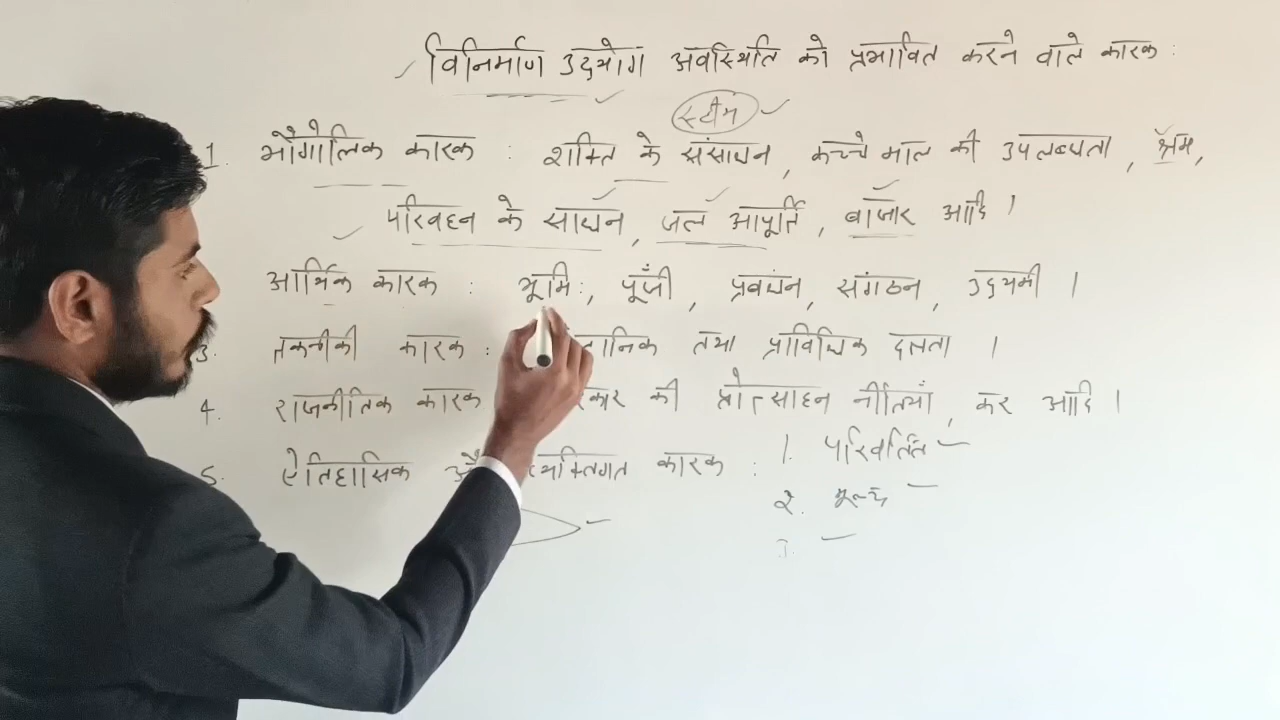 विनिर्माण उद्योग अवस्थिति को प्रभावित करने वाले कारक :
स्टीम
1. भौगोलिक कारक : शक्ति के संसाधन, कच्चे माल की उपलब्धता, श्रम,
परिवहन के साधन, जल आपूर्ति, बाजार आदि ।
आर्थिक कारक : भूमि, पूँजी, प्रबंधन, संगठन, उद्यमी ।
3. तकनीकी कारक : तथा प्राविधिक दक्षता ।
4. राजनीतिक कारक की प्रोत्साहन नीतियाँ, कर आदि ।
5. ऐतिहासिक कारक :
1. परिवर्तित
2.
3.